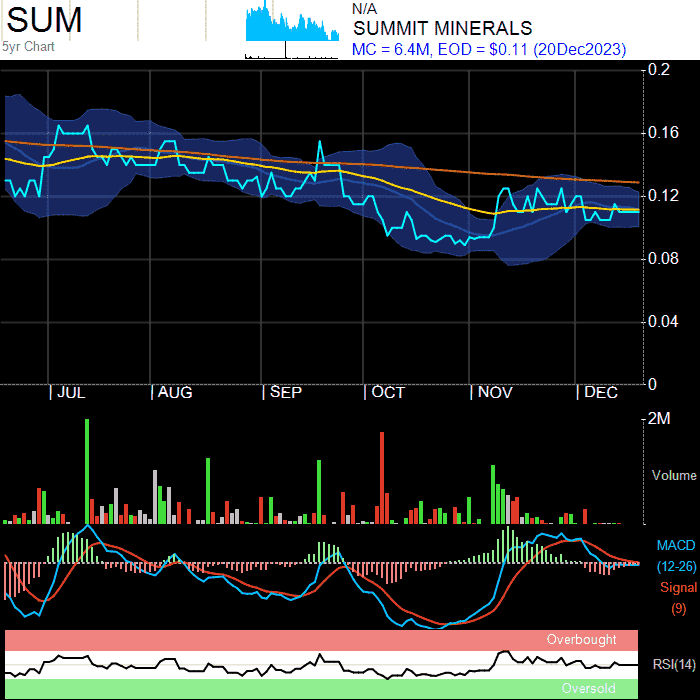 SUM
5yr Chart
N/A
SUMMIT MINERALS
MC = 6.4M, EOD = $0.11 (20Dec2023)
0.2
0.16
0.12
0.08
0.04
0
JUL AUG SEP OCT NOV DEC
2M
Volume
MACD
(12-26)
Signal
(9)
Overbought
RSI(14)
Oversold